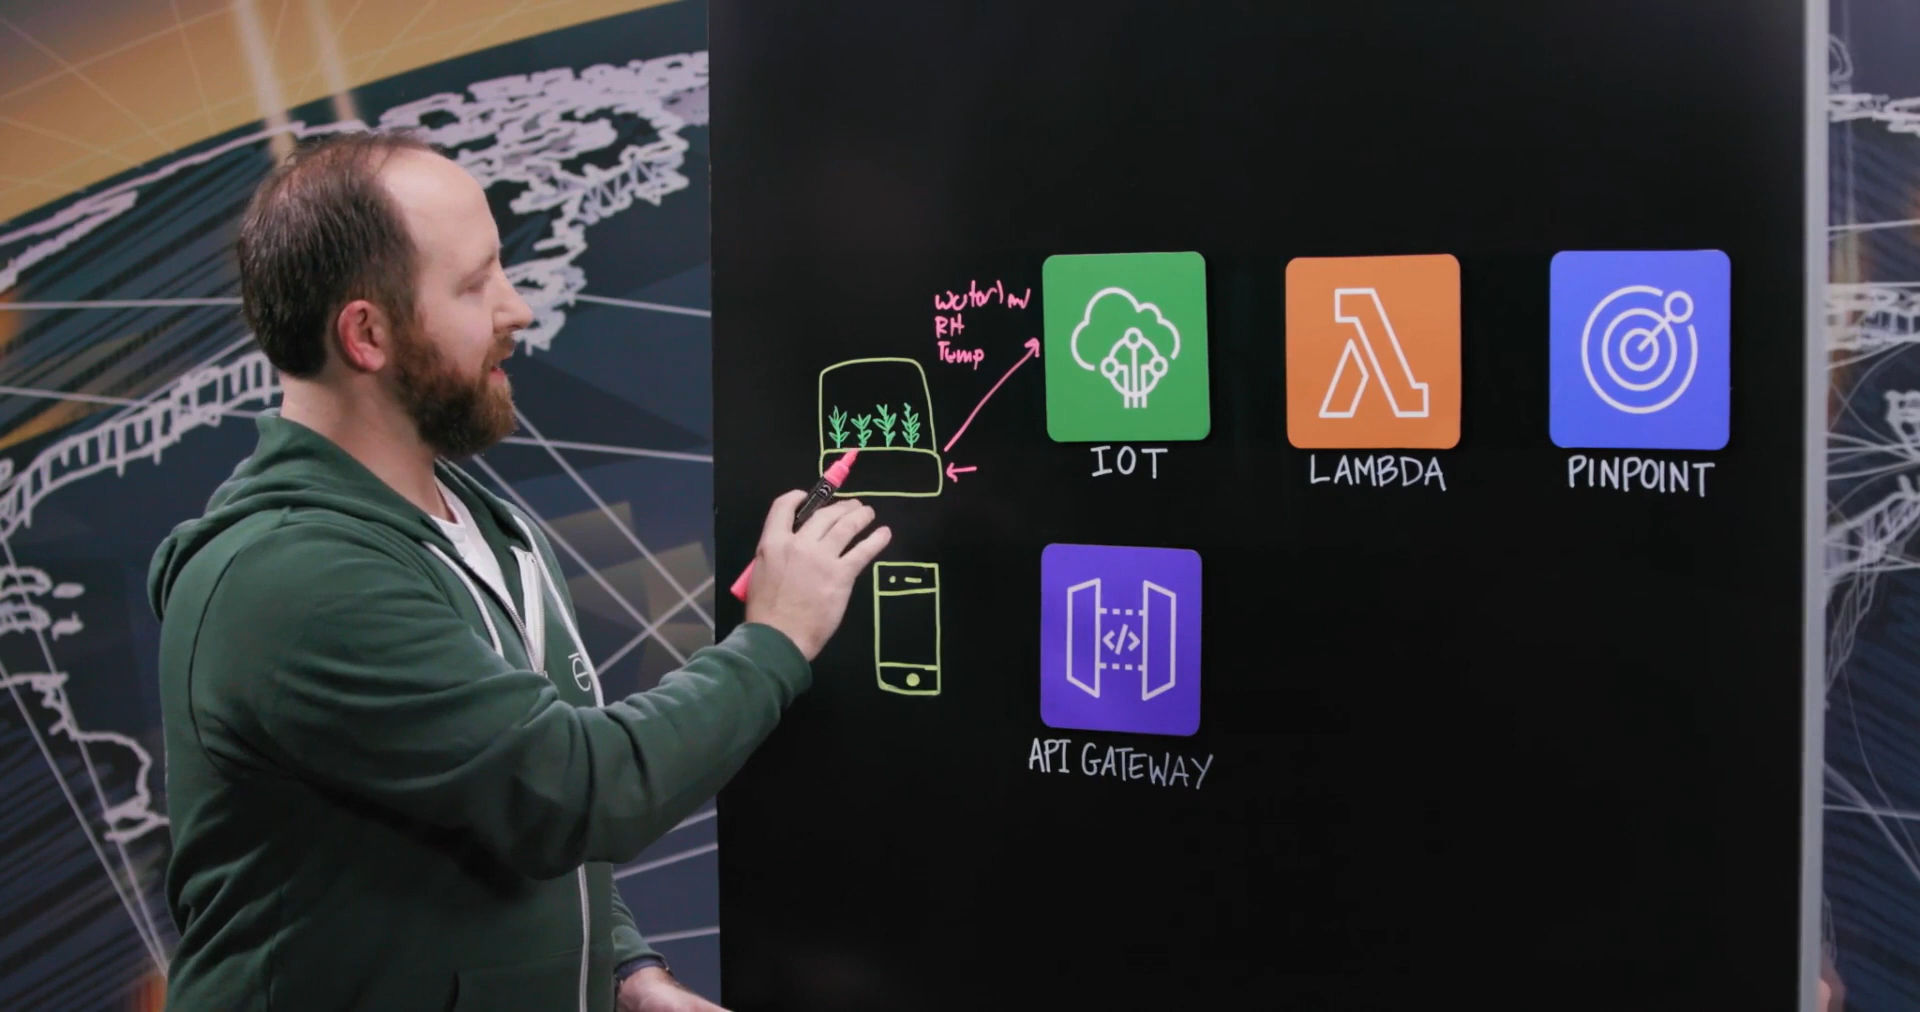 RH
Temp
IOT
LAMBDA
PINPOINT
</>
API GATEWAY
ē